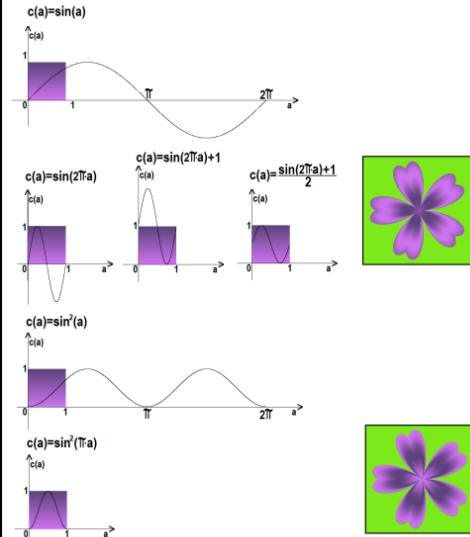 c(a)=sin(a)
c(a)
1
π
2π
1
a
c(a)=sin(2πa)
c(a)
1
0
1
a
c(a)=sin(2πa)+1
c(a)
1
0
1
a
c(a)=sin(2πa)+1
2
c(a)
1
0
1
a
c(a)=sin²(a)
c(a)
1
0
1
π
2π
a
c(a)=sin²(πa)
c(a)
1
0
1
a